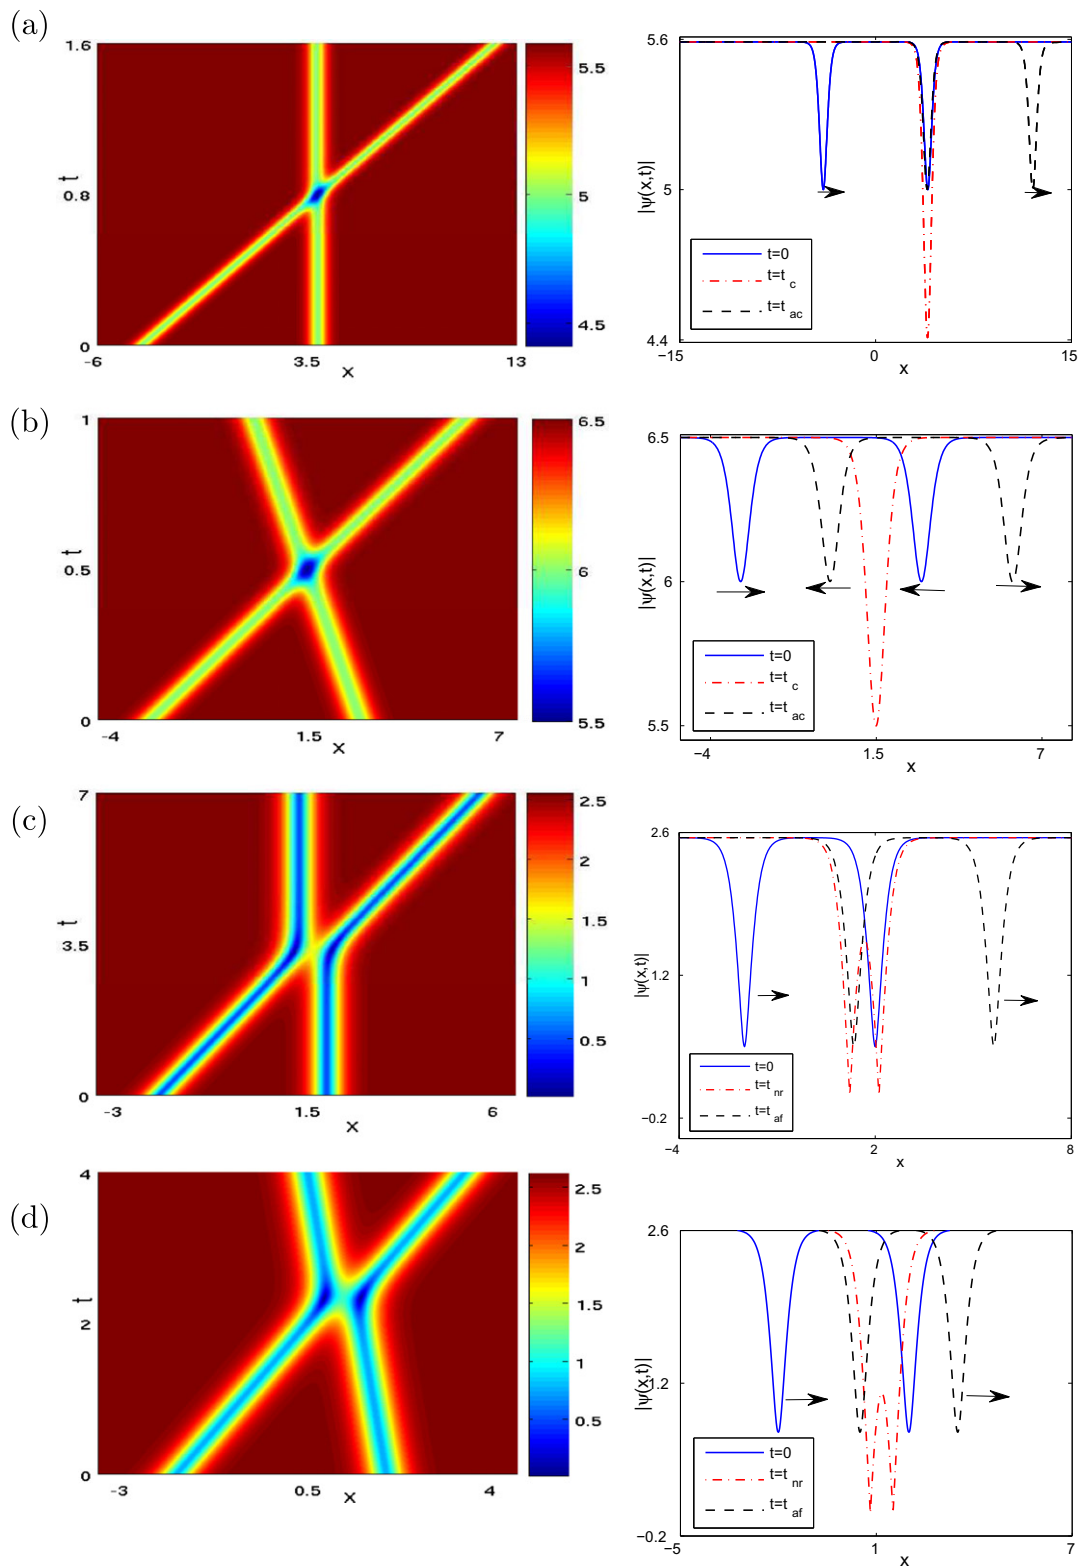 (a)
1.6
t
0.8
0
-6
3.5
13
x
5.5
5
4.5
5.6
5
4.4
|ψ(x,t)|
t=0
t=t c
t=t ac
−15
0
15
x
(b)
1
t
0.5
0
-4
1.5
7
x
6.5
6
5.5
6.5
6
5.5
|ψ(x,t)|
t=0
t=t c
t=t ac
−4
1.5
7
x
(c)
7
t
3.5
0
-3
1.5
6
x
2.5
2
1.5
1
0.5
2.6
1.2
−0.2
|ψ(x,t)|
t=0
t=t nr
t=t af
−4
2
8
x
(d)
4
t
2
0
-3
0.5
4
x
2.5
2
1.5
1
0.5
2.6
1.2
−0.2
|ψ(x,t)|
t=0
t=t nr
t=t af
−5
1
7
x